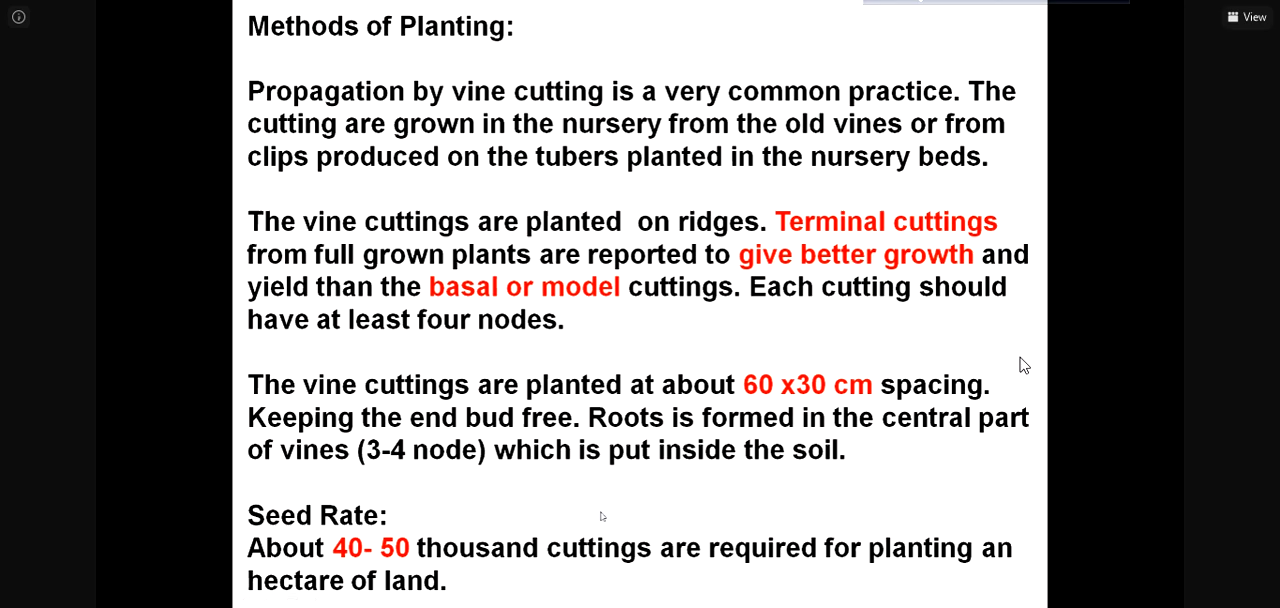 View
Methods of Planting:
Propagation by vine cutting is a very common practice. The
cutting are grown in the nursery from the old vines or from
clips produced on the tubers planted in the nursery beds.
The vine cuttings are planted  on ridges. Terminal cuttings
from full grown plants are reported to give better growth and
yield than the basal or model cuttings. Each cutting should
have at least four nodes.
The vine cuttings are planted at about 60 x30 cm spacing.
Keeping the end bud free. Roots is formed in the central part
of vines (3-4 node) which is put inside the soil.
Seed Rate:
About 40- 50 thousand cuttings are required for planting an
hectare of land.